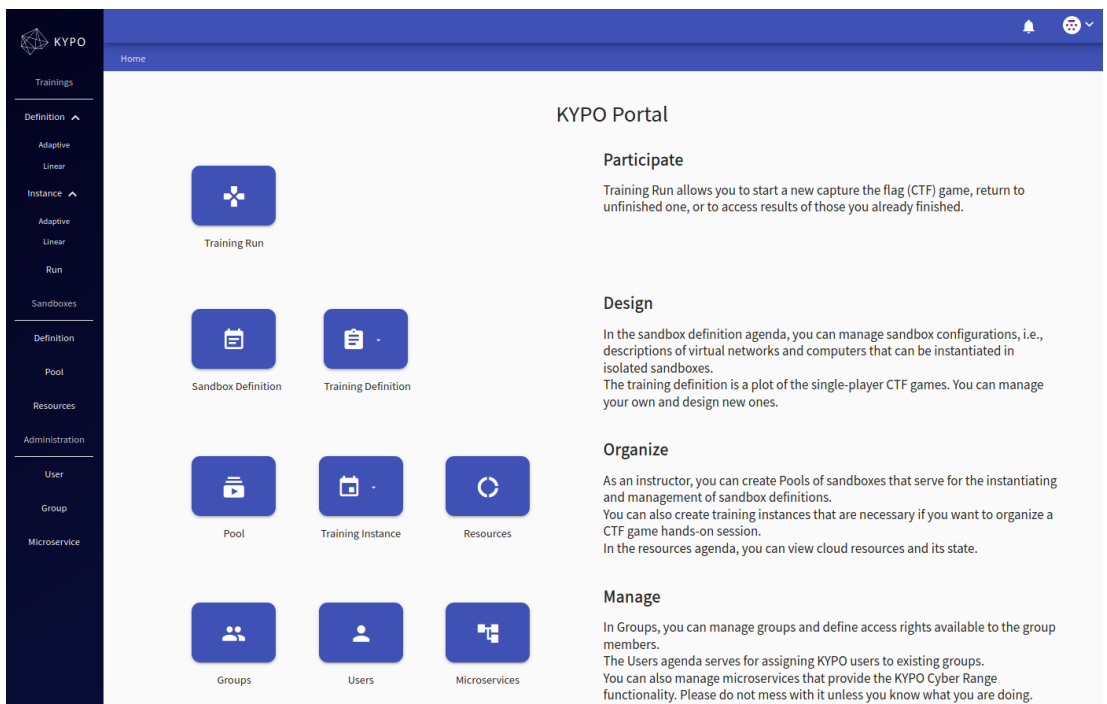 KYPO
Home
Trainings
Definition
Adaptive
Linear
Instance
Adaptive
Linear
Run
Sandboxes
Definition
Pool
Resources
Administration
User
Group
Microservice
KYPO Portal
Training Run
Participate
Training Run allows you to start a new capture the flag (CTF) game, return to
unfinished one, or to access results of those you already finished.
Sandbox Definition
Training Definition
Design
In the sandbox definition agenda, you can manage sandbox configurations, i.e.,
descriptions of virtual networks and computers that can be instantiated in
isolated sandboxes.
The training definition is a plot of the single-player CTF games. You can manage
your own and design new ones.
Pool
Training Instance
Resources
Organize
As an instructor, you can create Pools of sandboxes that serve for the instantiating
and management of sandbox definitions.
You can also create training instances that are necessary if you want to organize a
CTF game hands-on session.
In the resources agenda, you can view cloud resources and its state.
Groups
Users
Microservices
Manage
In Groups, you can manage groups and define access rights available to the group
members.
The Users agenda serves for assigning KYPO users to existing groups.
You can also manage microservices that provide the KYPO Cyber Range
functionality. Please do not mess with it unless you know what you are doing.